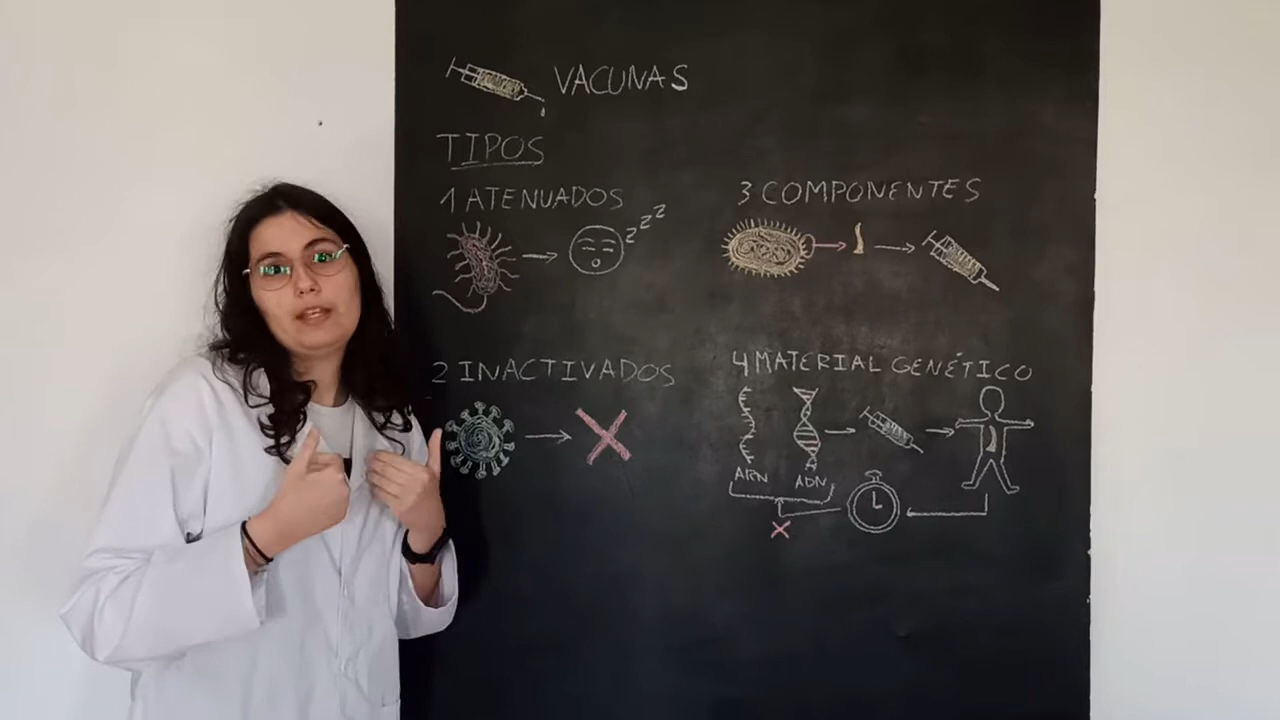 VACUNAS
TIPOS
1 ATENUADOS
z z z
2 INACTIVADOS
3 COMPONENTES
4 MATERIAL GENÉTICO
ARN ADN